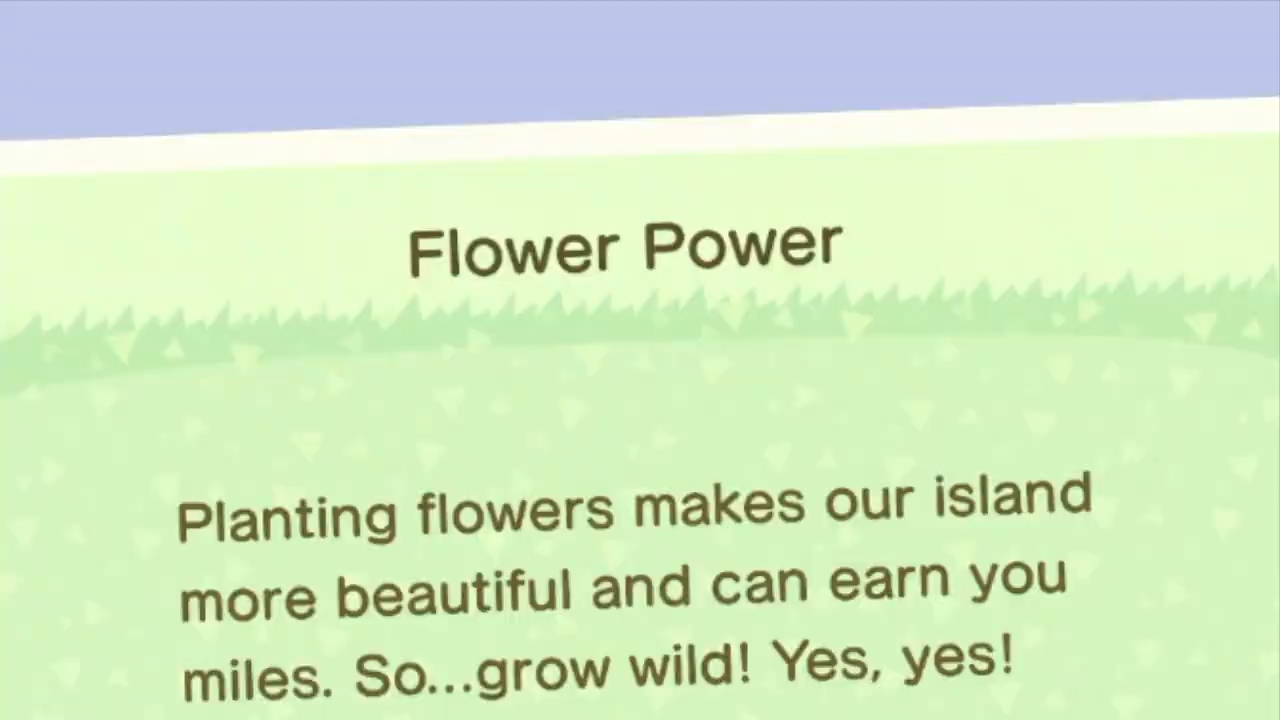 Flower Power
Planting flowers makes our island
more beautiful and can earn you
miles. So...grow wild! Yes, yes!